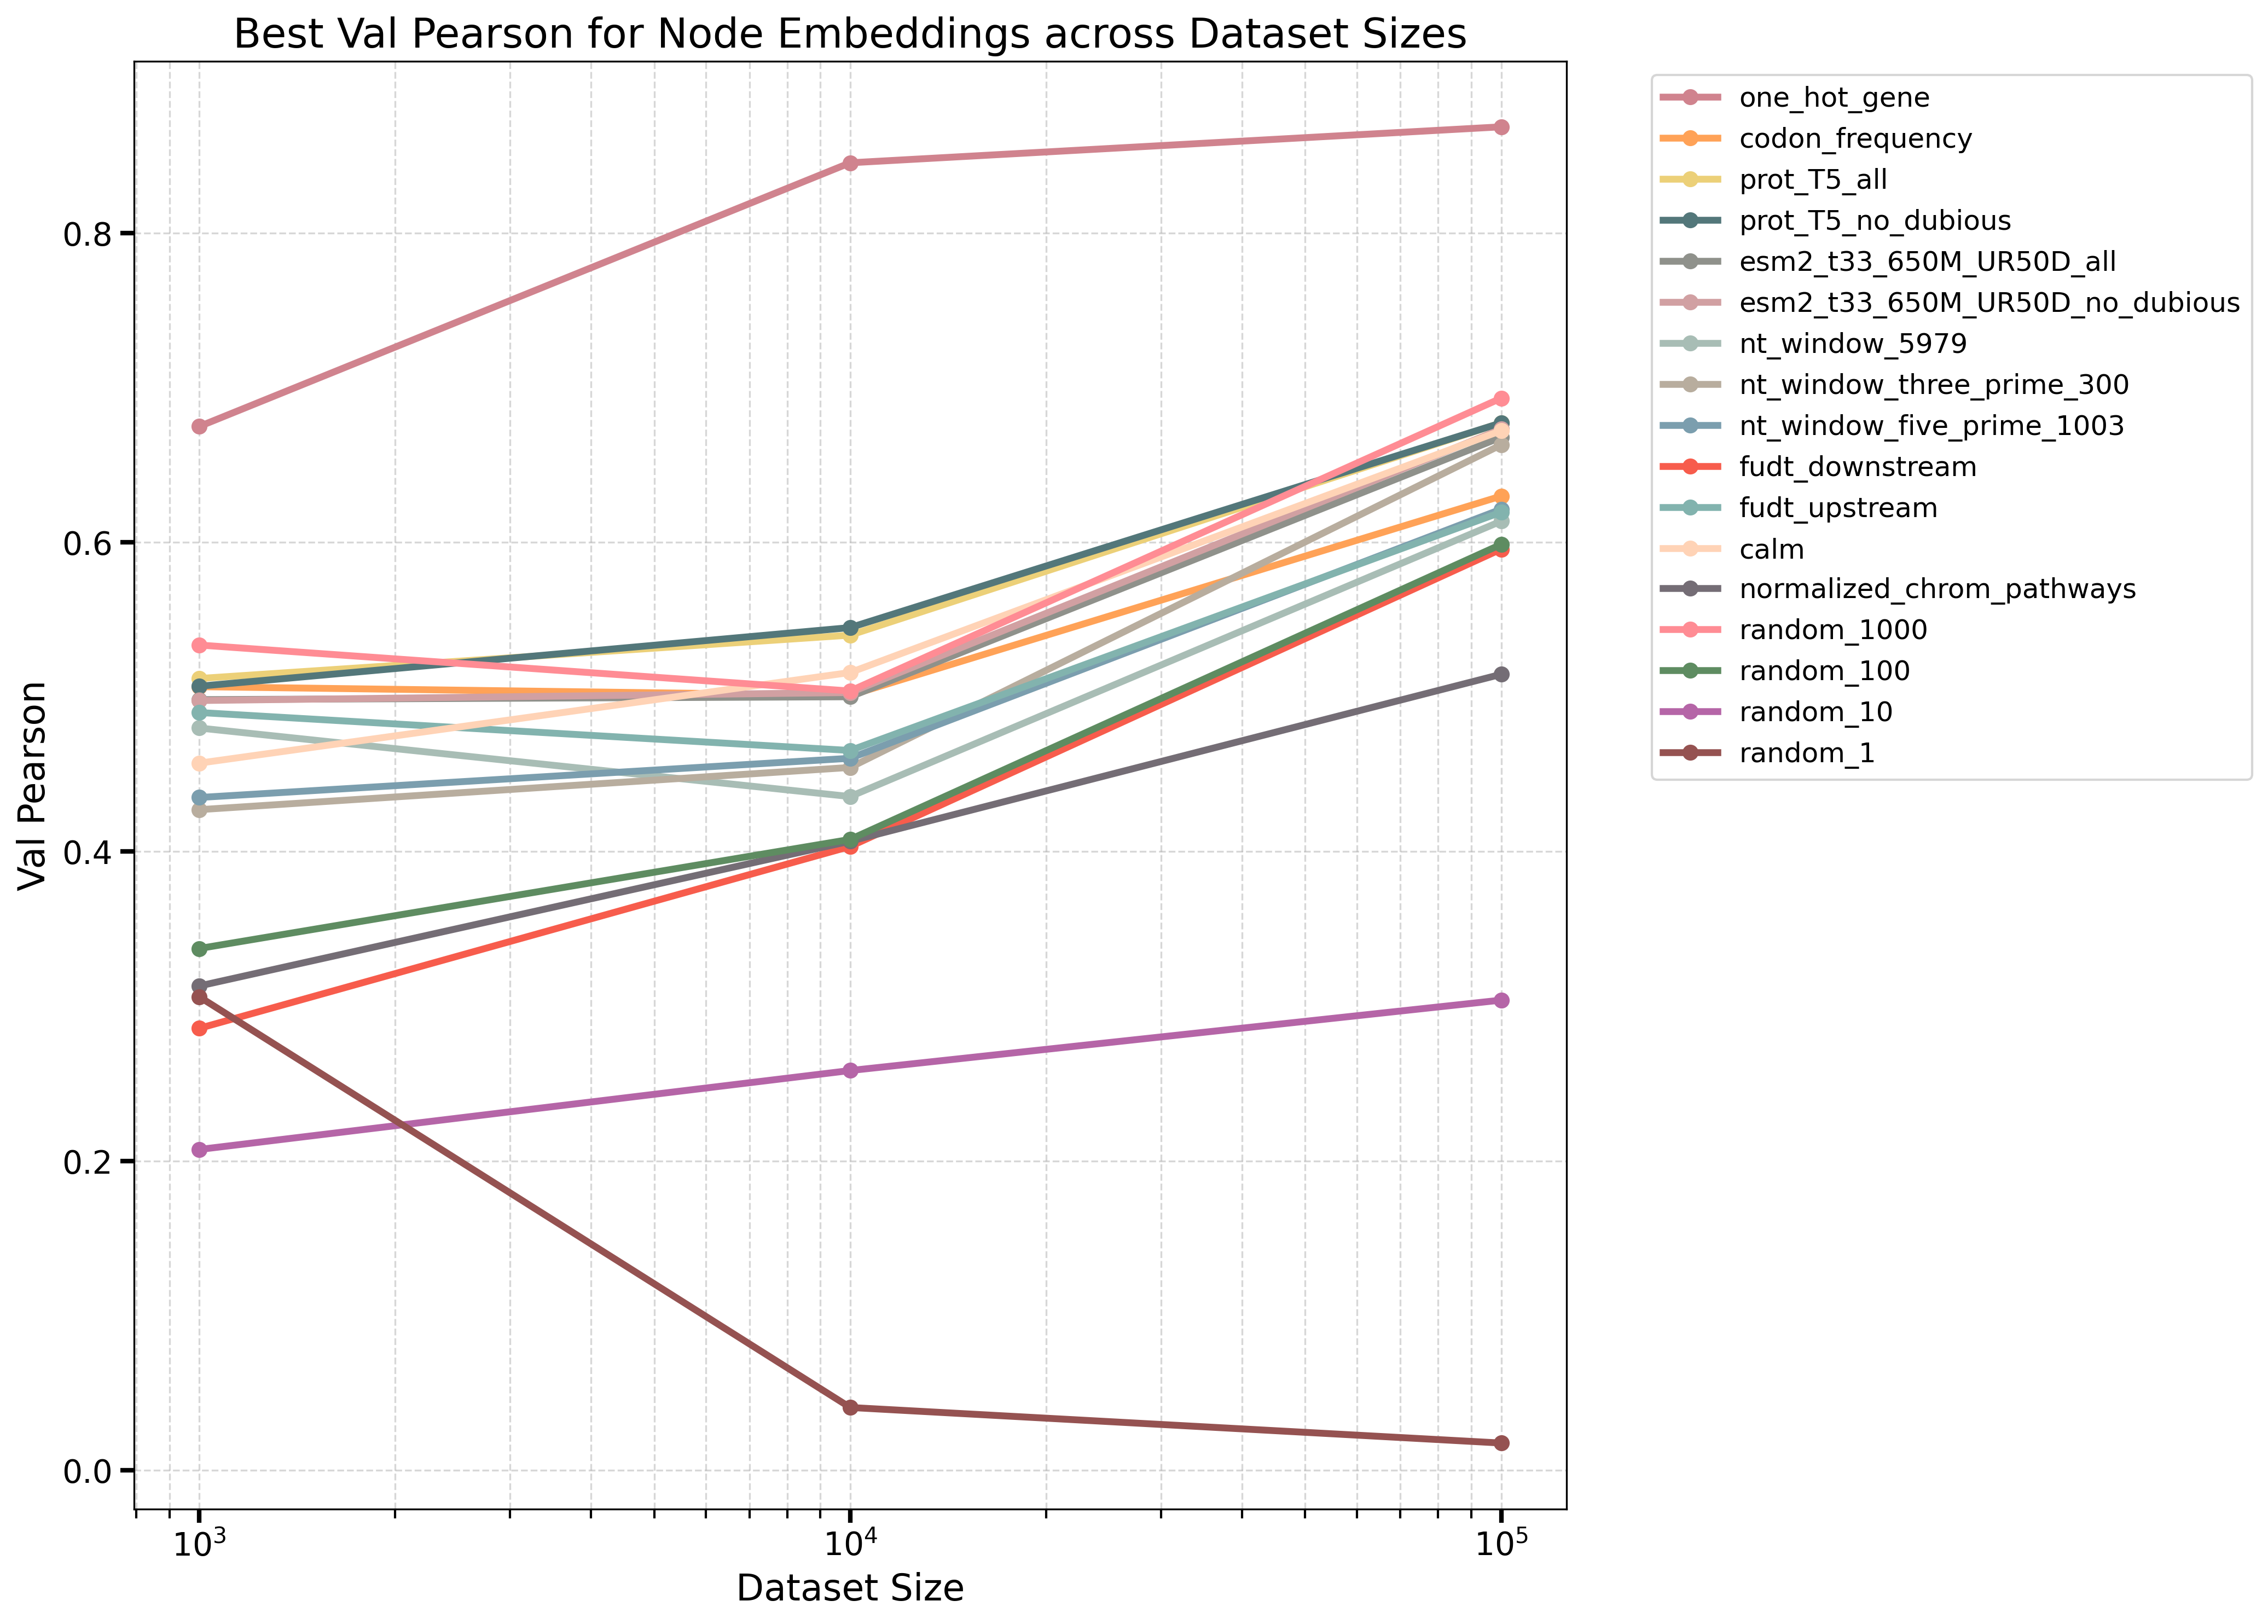 Best Val Pearson for Node Embeddings across Dataset Sizes
Val Pearson
0.8
0.6
0.4
0.2
0.0
10³
10⁴
10⁵
Dataset Size
one_hot_gene
codon_frequency
prot_T5_all
prot_T5_no_dubious
esm2_t33_650M_UR50D_all
esm2_t33_650M_UR50D_no_dubious
nt_window_5979
nt_window_three_prime_300
nt_window_five_prime_1003
fudt_downstream
fudt_upstream
calm
normalized_chrom_pathways
random_1000
random_100
random_10
random_1